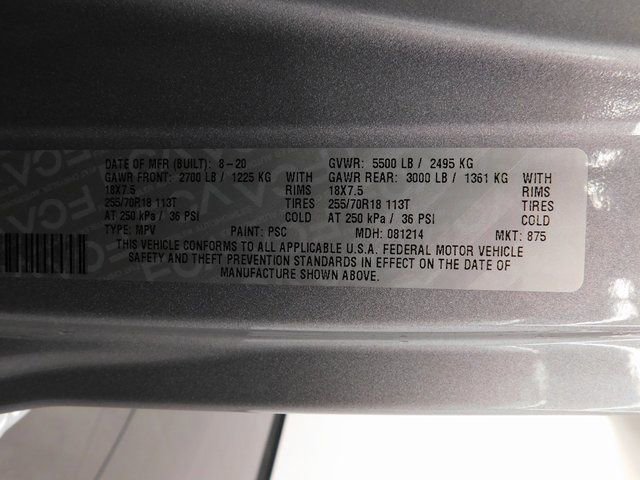 DATE OF MFR (BUILT): 8-20 GVWR: 5500 LB / 2495 KG
GAWR FRONT: 2700 LB / 1225 KG WITH GAWR REAR: 3000 LB / 1361 KG WITH
18X7.5 RIMS 18X7.5 RIMS
255/70R18 113T TIRES 255/70R18 113T TIRES
AT 250 kPa / 36 PSI COLD AT 250 kPa / 36 PSI COLD
TYPE: MPV PAINT: PSC MDH: 081214 MKT: 875
THIS VEHICLE CONFORMS TO ALL APPLICABLE U.S.A. FEDERAL MOTOR VEHICLE
SAFETY AND THEFT PREVENTION STANDARDS IN EFFECT ON THE DATE OF
MANUFACTURE SHOWN ABOVE.